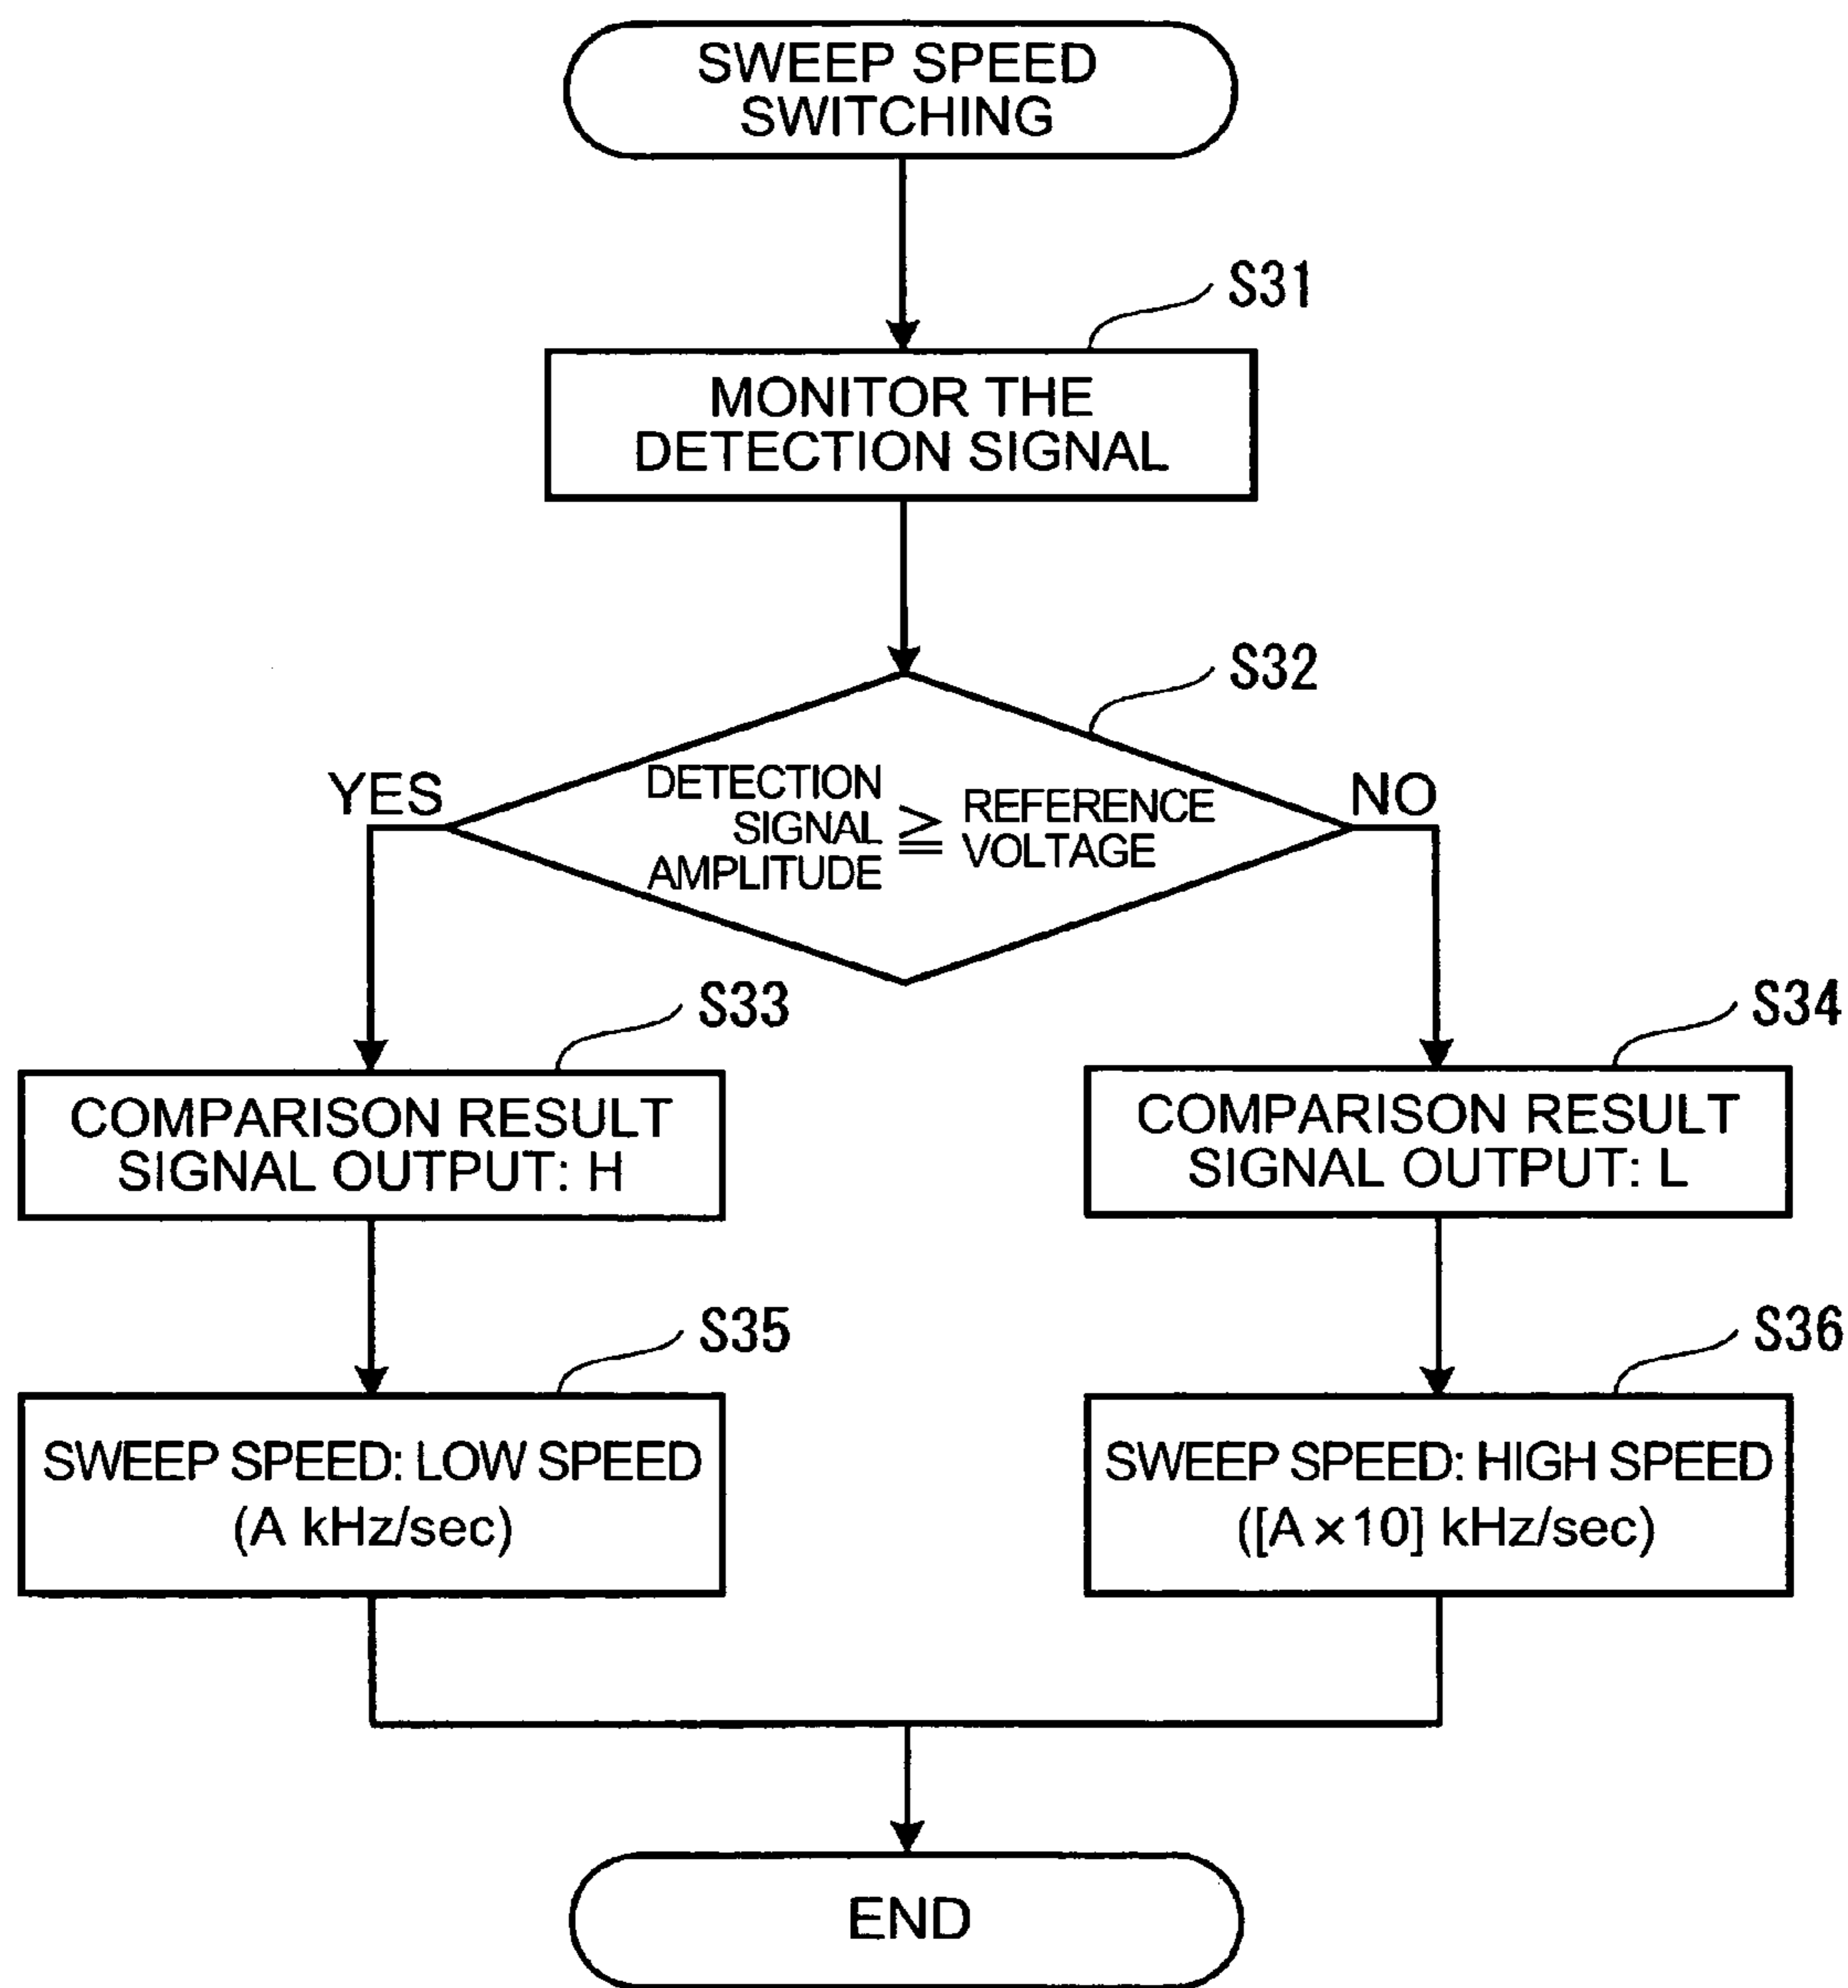 SWEEP SPEED
SWITCHING
S31
MONITOR THE
DETECTION SIGNAL
S32
YES
NO
DETECTION
SIGNAL
AMPLITUDE
≧
REFERENCE
VOLTAGE
S33
COMPARISON RESULT
SIGNAL OUTPUT: H
S34
COMPARISON RESULT
SIGNAL OUTPUT: L
S35
SWEEP SPEED: LOW SPEED
(A kHz/sec)
S36
SWEEP SPEED: HIGH SPEED
([A ×10] kHz/sec)
END